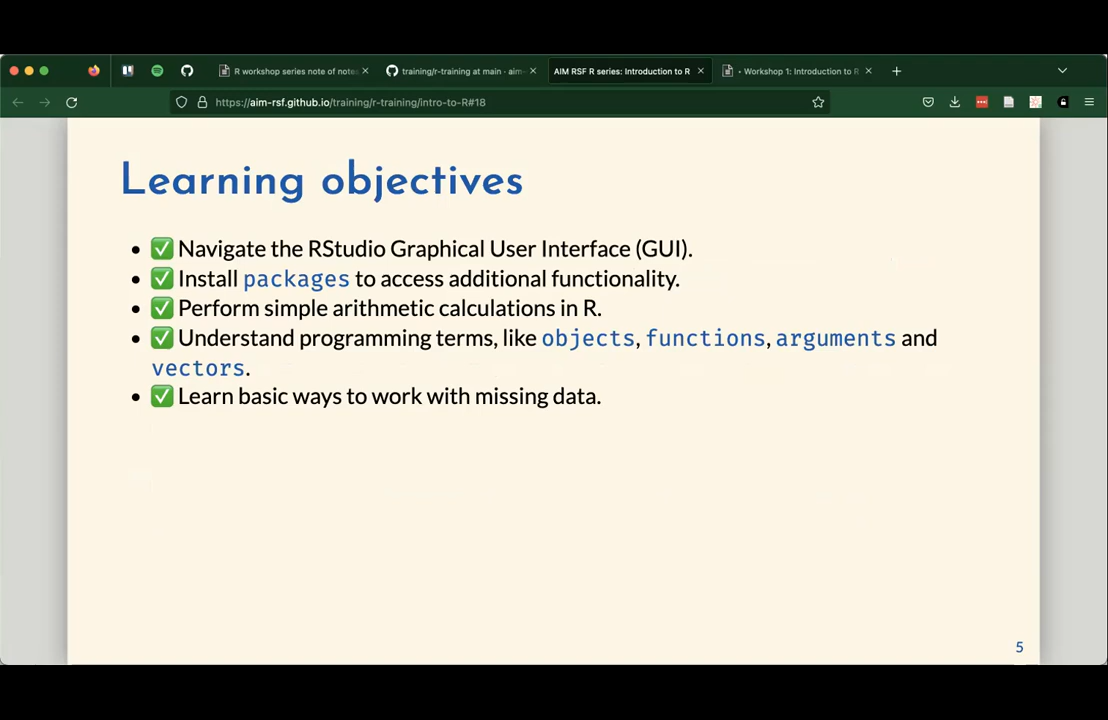 R workshop series note of note
training/r-training at main · aim-
AIM RSF R series: Introduction to R
• Workshop 1: Introduction to R
https://aim-rsf.github.io/training/r-training/intro-to-R#18
Learning objectives
• ✅ Navigate the RStudio Graphical User Interface (GUI).
• ✅ Install packages to access additional functionality.
• ✅ Perform simple arithmetic calculations in R.
• ✅ Understand programming terms, like objects, functions, arguments and
vectors.
• ✅ Learn basic ways to work with missing data.
5